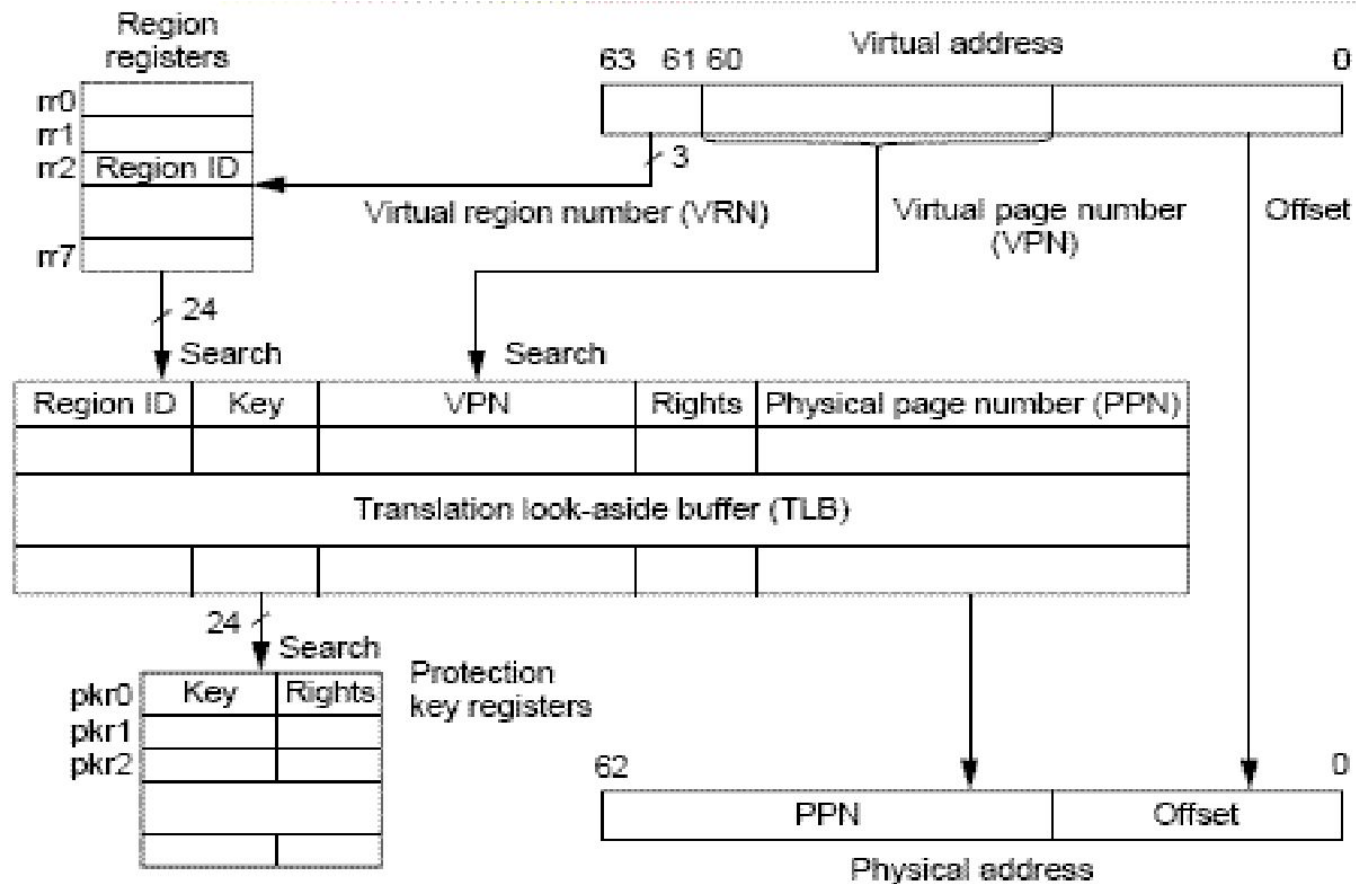 Region
registers
Virtual address
63 61 60 0
rr0
rr1
rr2 Region ID
rr7
3
Virtual region number (VRN)
Virtual page number
(VPN)
Offset
24
Search
Search
Region ID Key VPN Rights Physical page number (PPN)
Translation look-aside buffer (TLB)
24
Search
Protection
key registers
pkr0 Key Rights
pkr1
pkr2
62 0
PPN Offset
Physical address